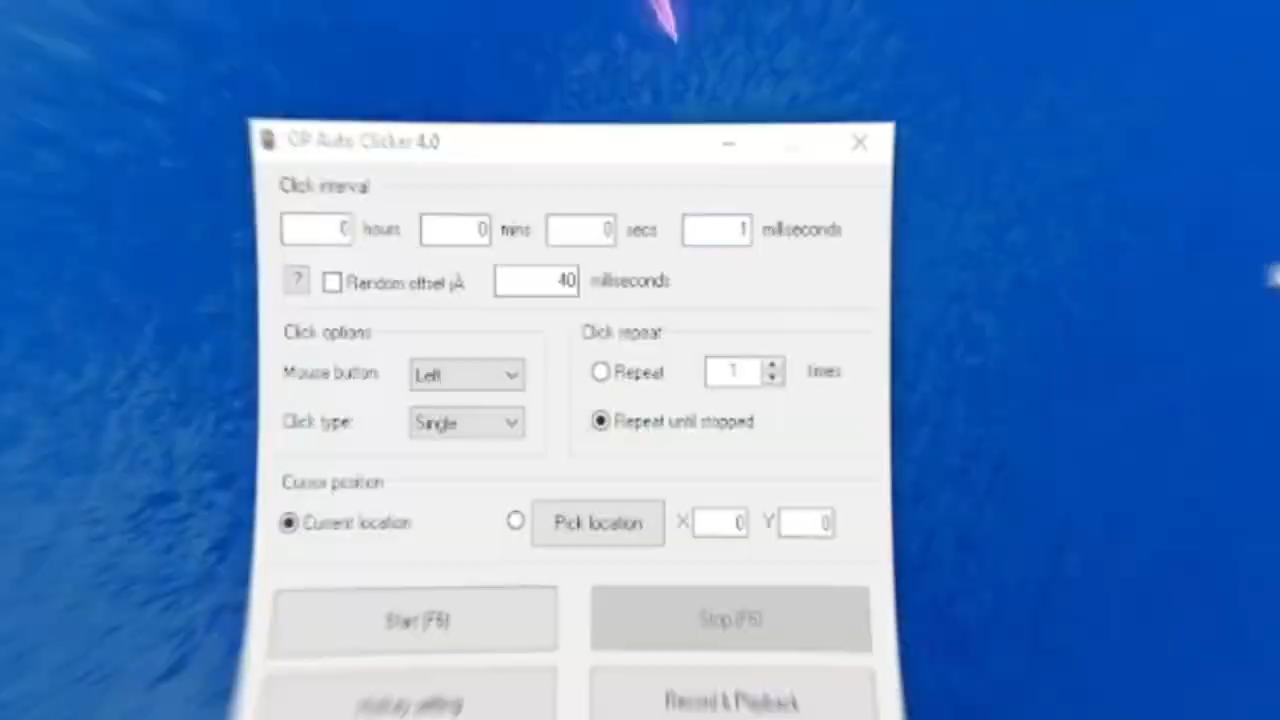 OP Auto Clicker 4.0
Click interval
0 hours 0 mins 0 secs 1 milliseconds
? Random offset 40 milliseconds
Click options Click repeat
Mouse button: Left Repeat 1 times
Click type: Single Repeat until stopped
Cursor position
Current location Pick location X 0 Y 0
Start (F6) Stop (F6)
Record & Playback